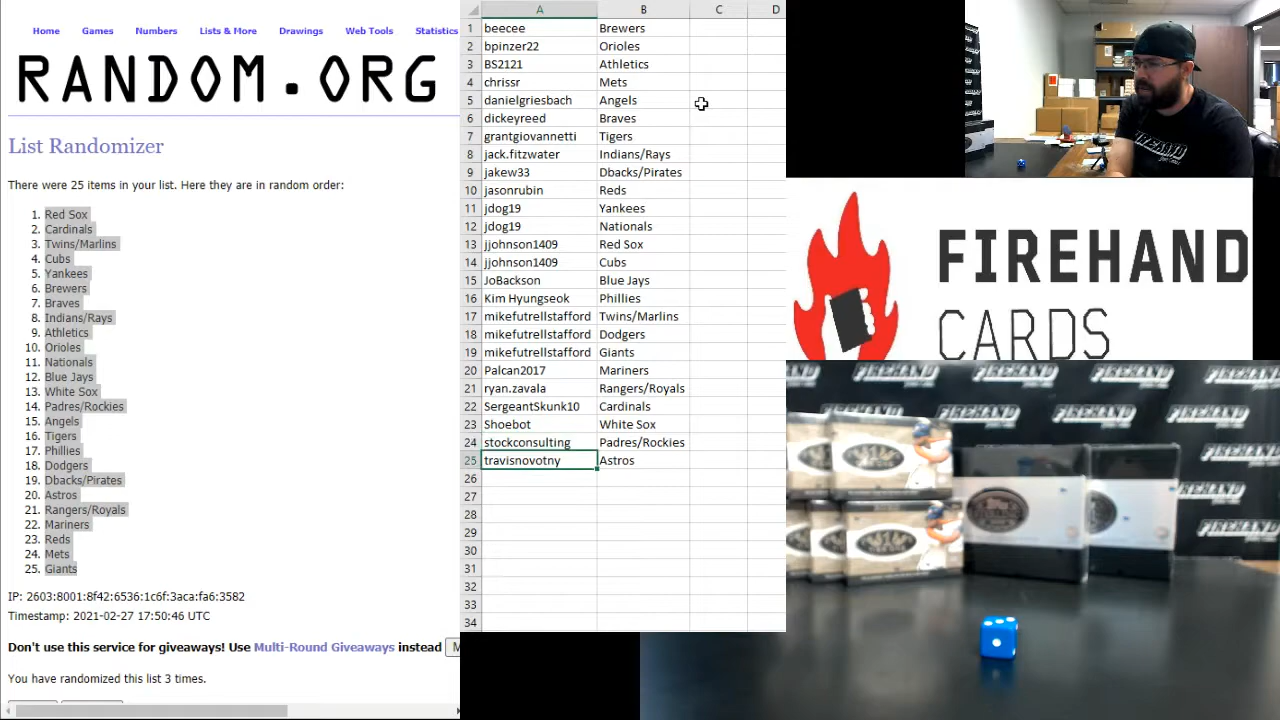 Home Games Numbers Lists & More Drawings Web Tools Statistics
RANDOM.ORG
List Randomizer
There were 25 items in your list. Here they are in random order:
1. Red Sox
2. Cardinals
3. Twins/Marlins
4. Cubs
5. Yankees
6. Brewers
7. Braves
8. Indians/Rays
9. Athletics
10. Orioles
11. Nationals
12. Blue Jays
13. White Sox
14. Padres/Rockies
15. Angels
16. Tigers
17. Phillies
18. Dodgers
19. Dbacks/Pirates
20. Astros
21. Rangers/Royals
22. Mariners
23. Reds
24. Mets
25. Giants
IP: 2603:8001:8f42:6536:1c6f:3aca:fa6:3582
Timestamp: 2021-02-27 17:50:46 UTC
Don't use this service for giveaways! Use Multi-Round Giveaways instead
You have randomized this list 3 times.
A B C D
1 beecee Brewers
2 bpinzer22 Orioles
3 BS2121 Athletics
4 chrissr Mets
5 danielgriesbach Angels
6 dickeyreed Braves
7 grantgiovannetti Tigers
8 jack.fitzwater Indians/Rays
9 jakew33 Dbacks/Pirates
10 jasonrubin Reds
11 jdog19 Yankees
12 jdog19 Nationals
13 jjohnson1409 Red Sox
14 jjohnson1409 Cubs
15 JoBackson Blue Jays
16 Kim Hyungseok Phillies
17 mikefutrellstafford Twins/Marlins
18 mikefutrellstafford Dodgers
19 mikefutrellstafford Giants
20 Palcan2017 Mariners
21 ryan.zavala Rangers/Royals
22 SergeantSkunk10 Cardinals
23 Shoebot White Sox
24 stockconsulting Padres/Rockies
25 travisnovotny Astros
26
27
28
29
30
31
32
33
34
FIREHAND
CARDS
FIREHAND
FIREHAND
FIREHAND
FIREHAND
FIREHAND